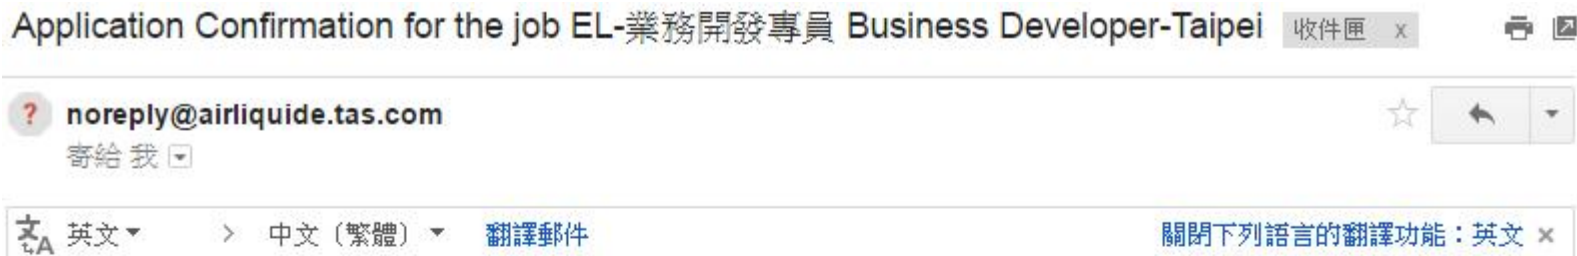 Application Confirmation for the job EL-業務開發專員 Business Developer-Taipei 收件匣 x
? noreply@airliquide.tas.com
寄給 我
文A 英文 > 中文（繁體） 翻譯郵件 關閉下列語言的翻譯功能：英文 ×